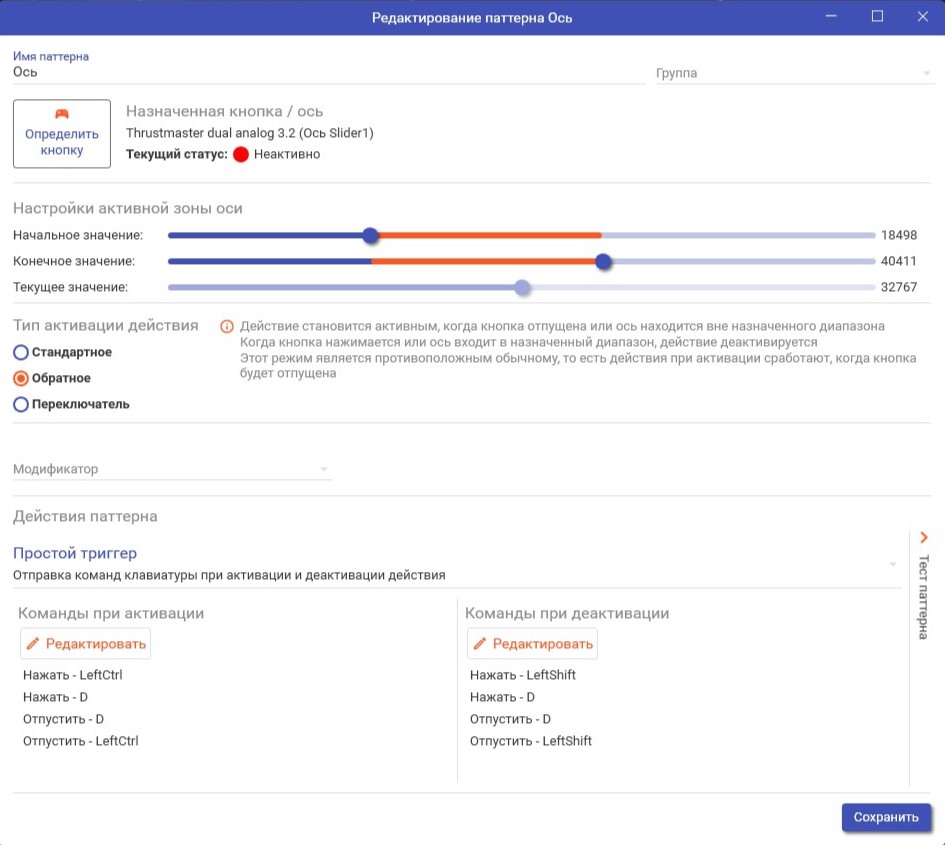 Редактирование паттерна Ось
Имя паттерна
Ось
Группа
Определить
кнопку
Назначенная кнопка / ось
Thrustmaster dual analog 3.2 (Ось Slider1)
Текущий статус: Неактивно
Настройки активной зоны оси
Начальное значение: 18498
Конечное значение: 40411
Текущее значение: 32767
Тип активации действия
Стандартное
Обратное
Переключатель
Действие становится активным, когда кнопка отпущена или ось находится вне назначенного диапазона
Когда кнопка нажимается или ось входит в назначенный диапазон, действие деактивируется
Этот режим является противоположным обычному, то есть действия при активации сработают, когда кнопка
будет отпущена
Модификатор
Действия паттерна
Простой триггер
Отправка команд клавиатуры при активации и деактивации действия
Команды при активации
Редактировать
Нажать - LeftCtrl
Нажать - D
Отпустить - D
Отпустить - LeftCtrl
Команды при деактивации
Редактировать
Нажать - LeftShift
Нажать - D
Отпустить - D
Отпустить - LeftShift
Тест паттерна
Сохранить